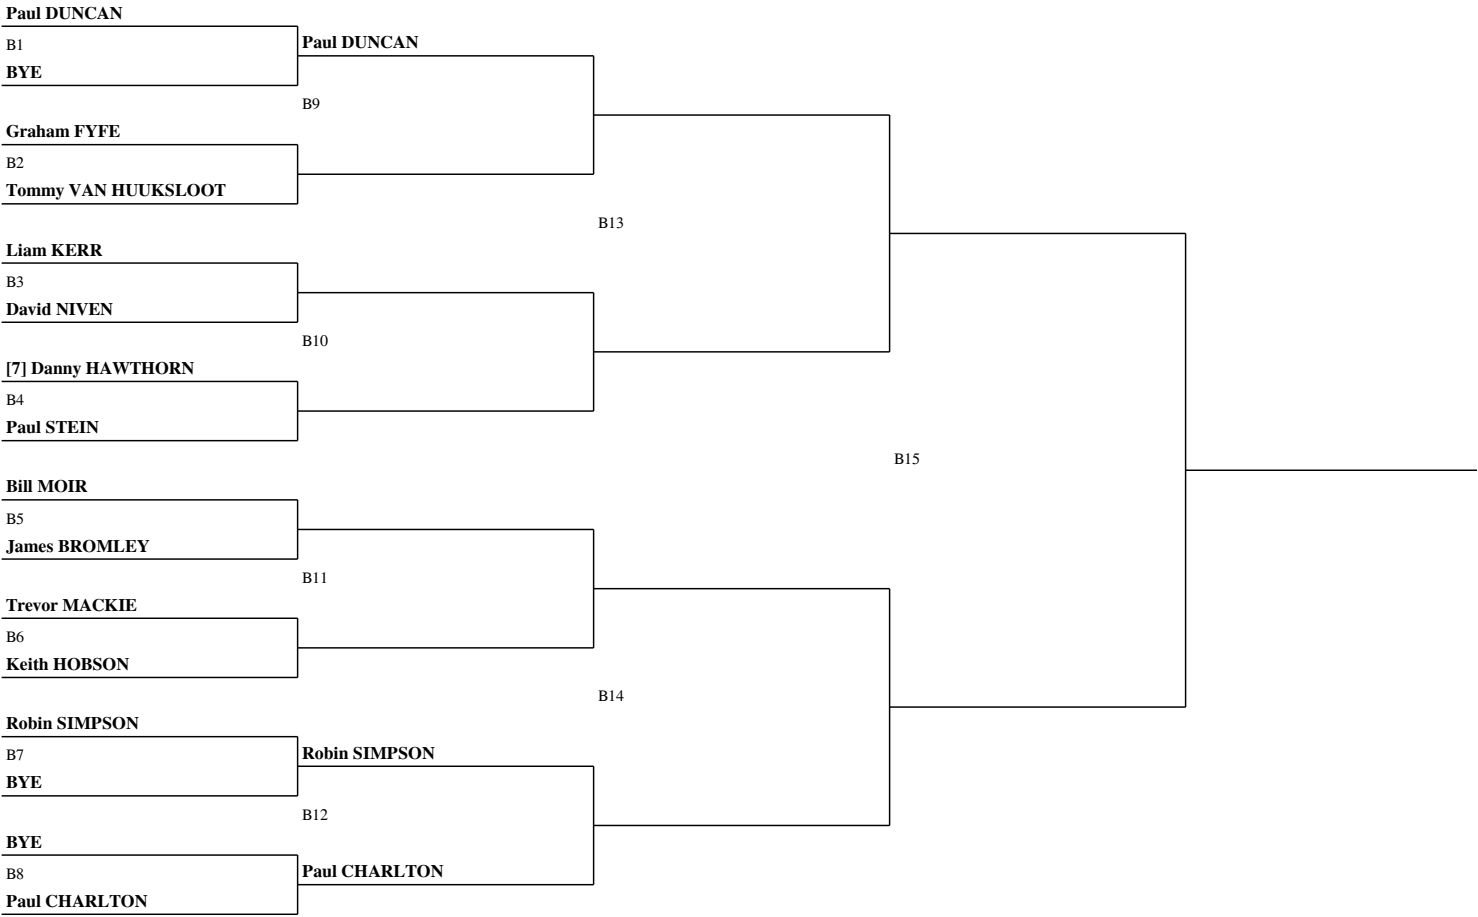 Paul DUNCAN
B1
BYE
Paul DUNCAN
B9
Graham FYFE
B2
Tommy VAN HUUKSLOOT
B13
Liam KERR
B3
David NIVEN
B10
[7] Danny HAWTHORN
B4
Paul STEIN
B15
Bill MOIR
B5
James BROMLEY
B11
Trevor MACKIE
B6
Keith HOBSON
B14
Robin SIMPSON
B7
BYE
Robin SIMPSON
B12
BYE
B8
Paul CHARLTON
Paul CHARLTON